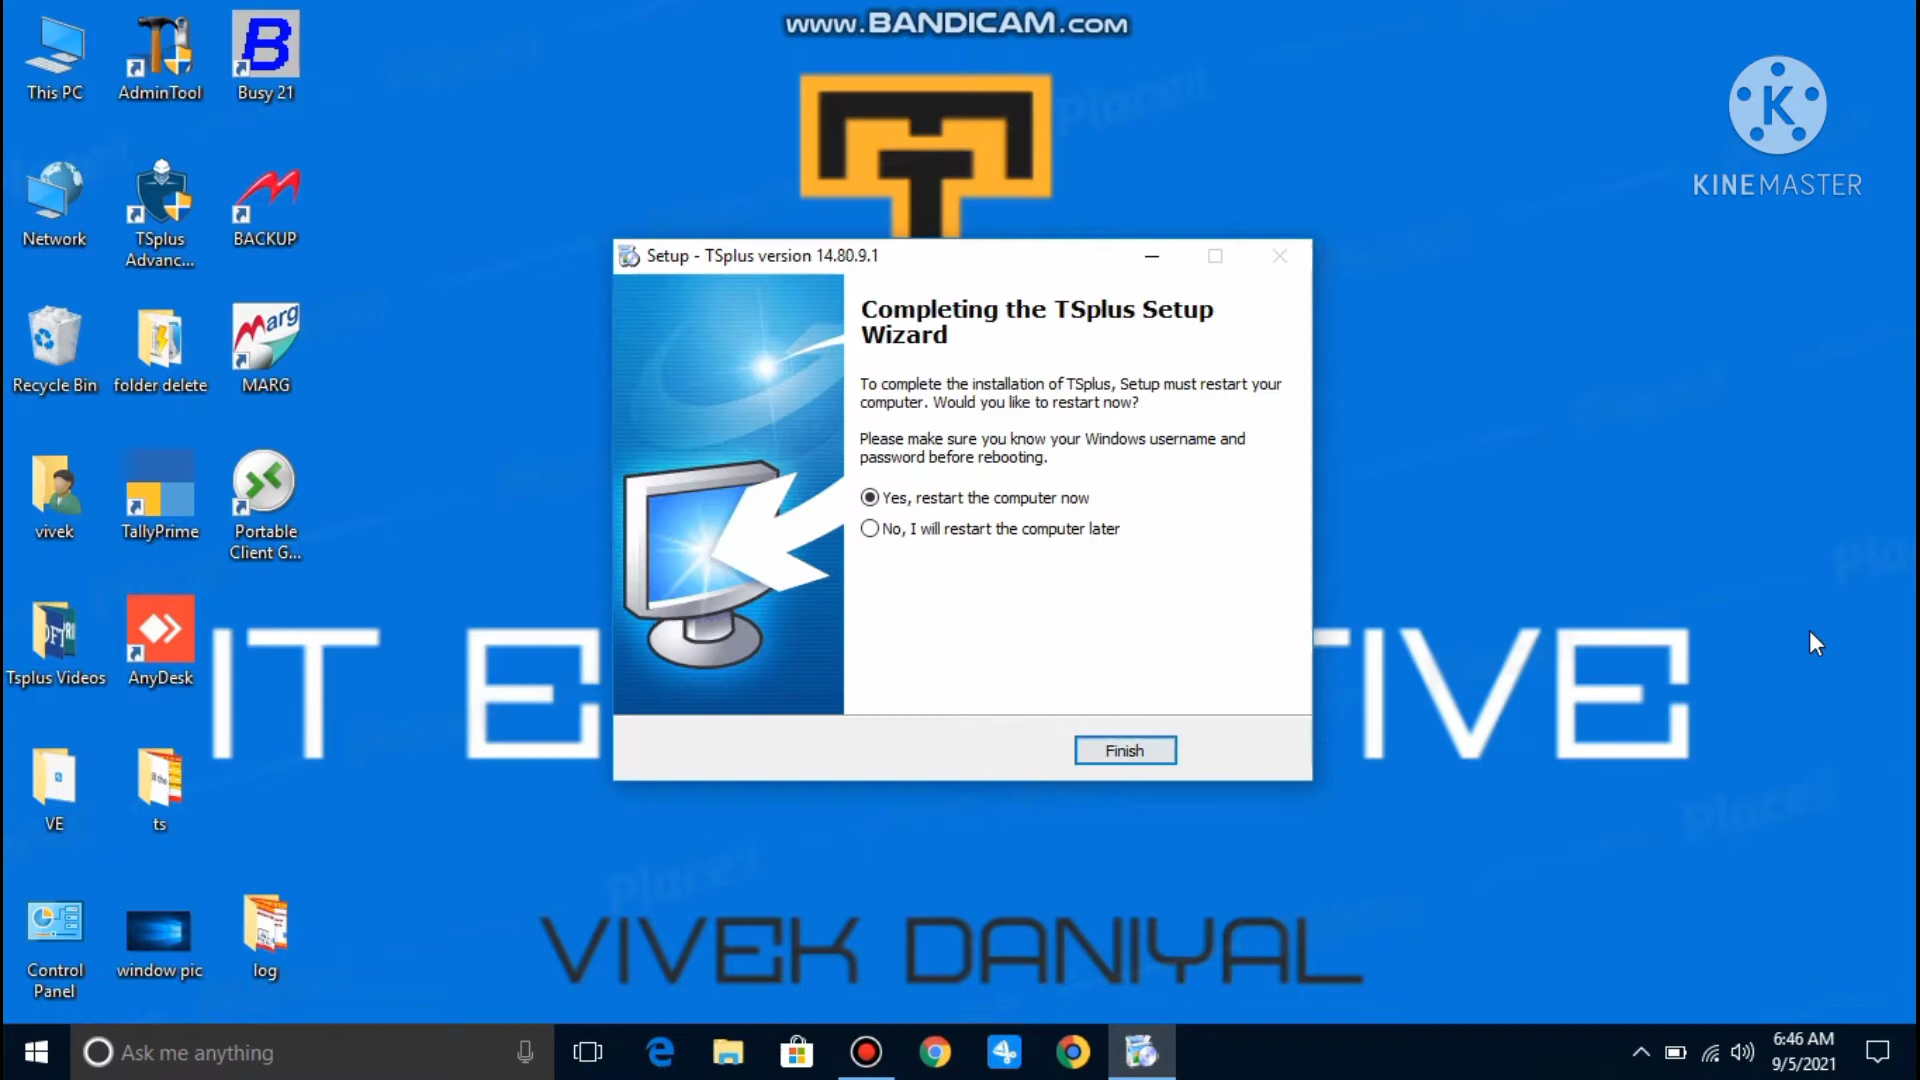 www.BANDICAM.com
This PC
AdminTool
Busy 21
KINEMASTER
Network
TSplus
Advanc...
BACKUP
Setup - TSplus version 14.80.9.1
Completing the TSplus Setup
Wizard
To complete the installation of TSplus, Setup must restart your
computer. Would you like to restart now?
Please make sure you know your Windows username and
password before rebooting.
Yes, restart the computer now
No, I will restart the computer later
Finish
Recycle Bin
folder delete
MARG
vivek
TallyPrime
Portable
Client G...
Tsplus Videos
AnyDesk
IT E
TIVE
VE
ts
VIVEK DANIYAL
Control
Panel
window pic
log
Ask me anything
6:46 AM
9/5/2021